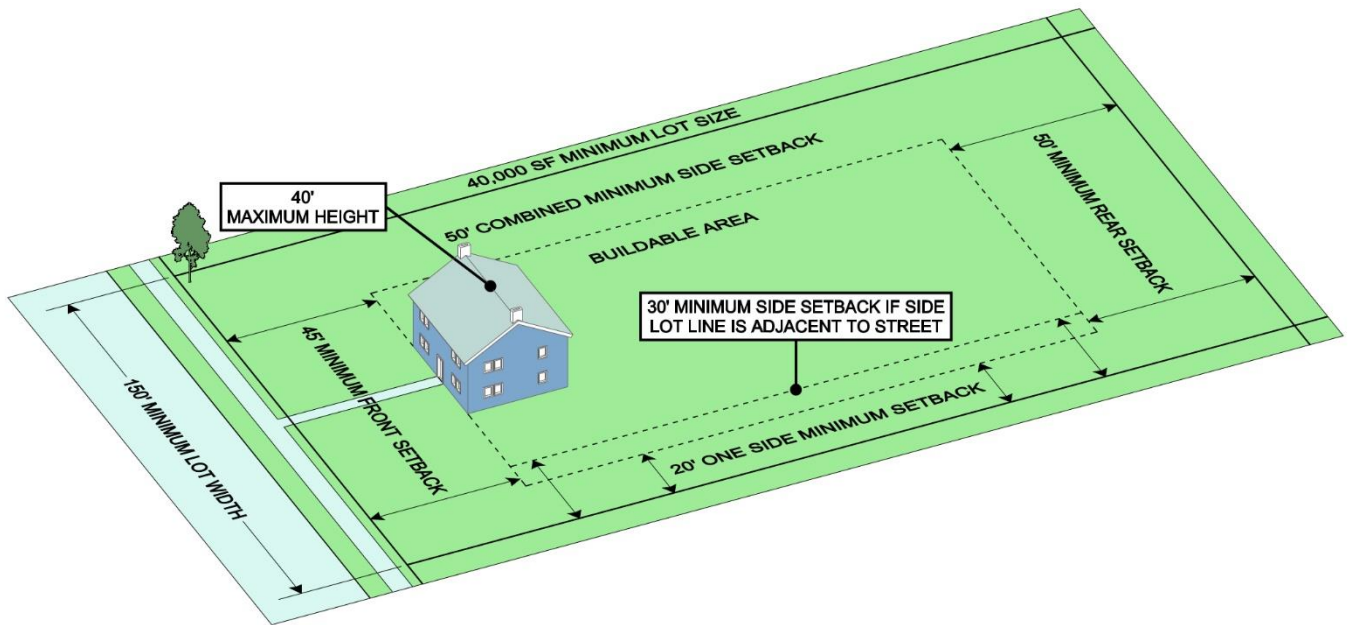 40,000 SF MINIMUM LOT SIZE
40'
MAXIMUM HEIGHT
50' COMBINED MINIMUM SIDE SETBACK
BUILDABLE AREA
50' MINIMUM REAR SETBACK
30' MINIMUM SIDE SETBACK IF SIDE
LOT LINE IS ADJACENT TO STREET
45' MINIMUM FRONT SETBACK
20' ONE SIDE MINIMUM SETBACK
150' MINIMUM LOT WIDTH